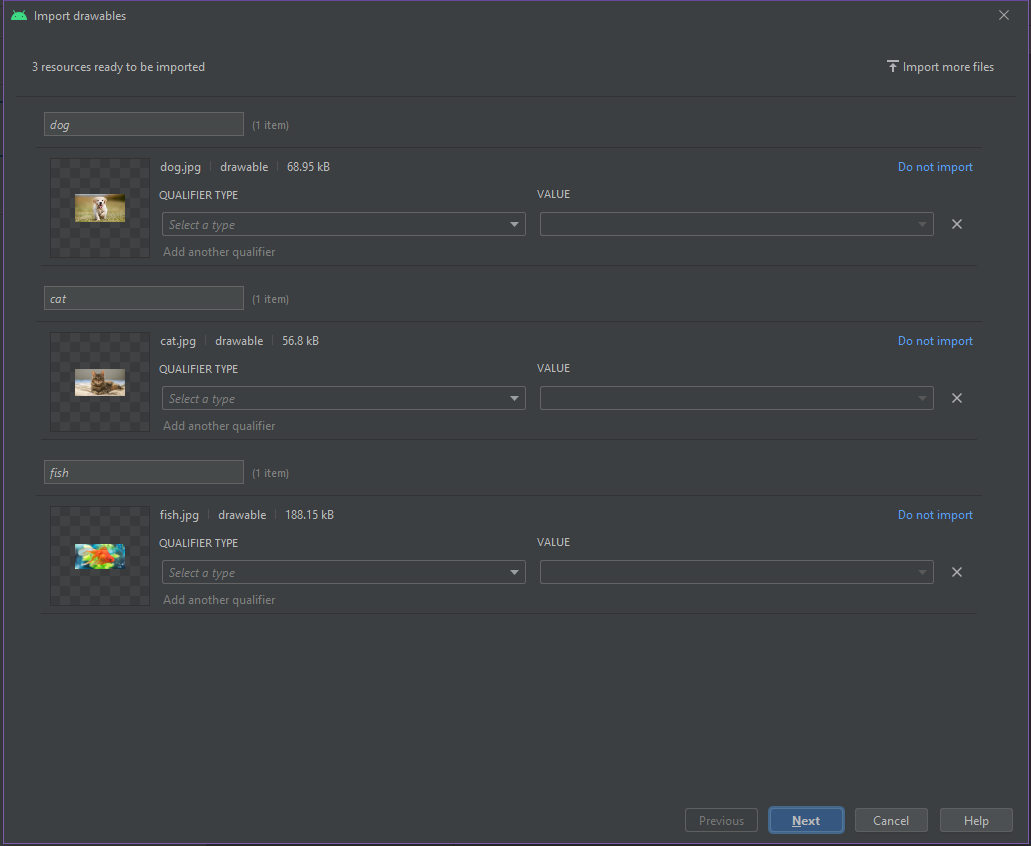 Import drawables
3 resources ready to be imported
Import more files
dog (1 item)
dog.jpg drawable 68.95 kB Do not import
QUALIFIER TYPE VALUE
Select a type
Add another qualifier
cat (1 item)
cat.jpg drawable 56.8 kB Do not import
QUALIFIER TYPE VALUE
Select a type
Add another qualifier
fish (1 item)
fish.jpg drawable 188.15 kB Do not import
QUALIFIER TYPE VALUE
Select a type
Add another qualifier
Previous Next Cancel Help